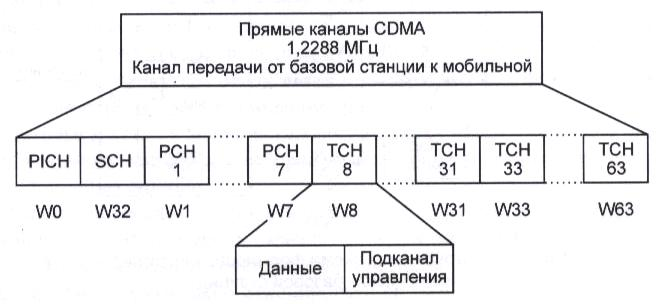 Прямые каналы CDMA
1,2288 МГц
Канал передачи от базовой станции к мобильной
PICH SCH PCH 1 PCH 7 TCH 8 TCH 31 TCH 33 TCH 63
W0 W32 W1 W7 W8 W31 W33 W63
Данные Подканал управления